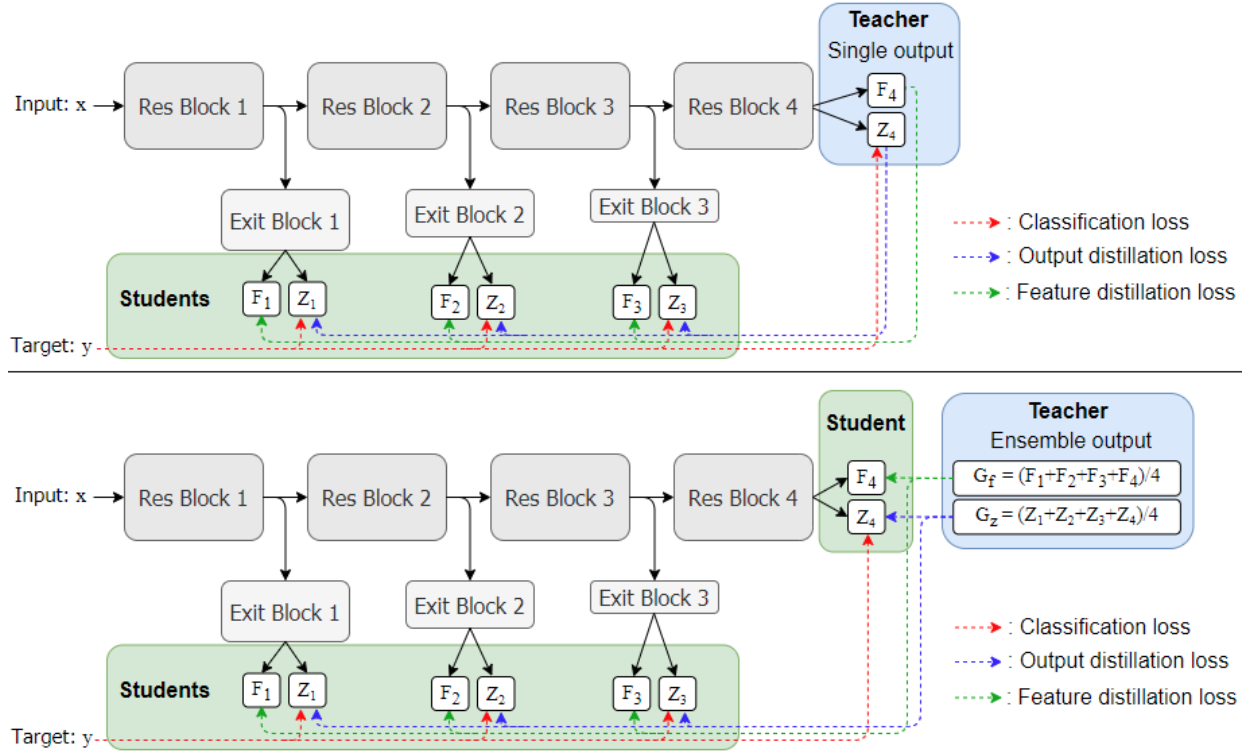 Teacher
Single output
Input: x
Res Block 1
Res Block 2
Res Block 3
Res Block 4
F4
Z4
Exit Block 1
Exit Block 2
Exit Block 3
: Classification loss
: Output distillation loss
: Feature distillation loss
Students
F1
Z1
F2
Z2
F3
Z3
Target: y
Student
Teacher
Ensemble output
Input: x
Res Block 1
Res Block 2
Res Block 3
Res Block 4
F4
Z4
Gf = (F1+F2+F3+F4)/4
Gz = (Z1+Z2+Z3+Z4)/4
Exit Block 1
Exit Block 2
Exit Block 3
: Classification loss
: Output distillation loss
: Feature distillation loss
Students
F1
Z1
F2
Z2
F3
Z3
Target: y